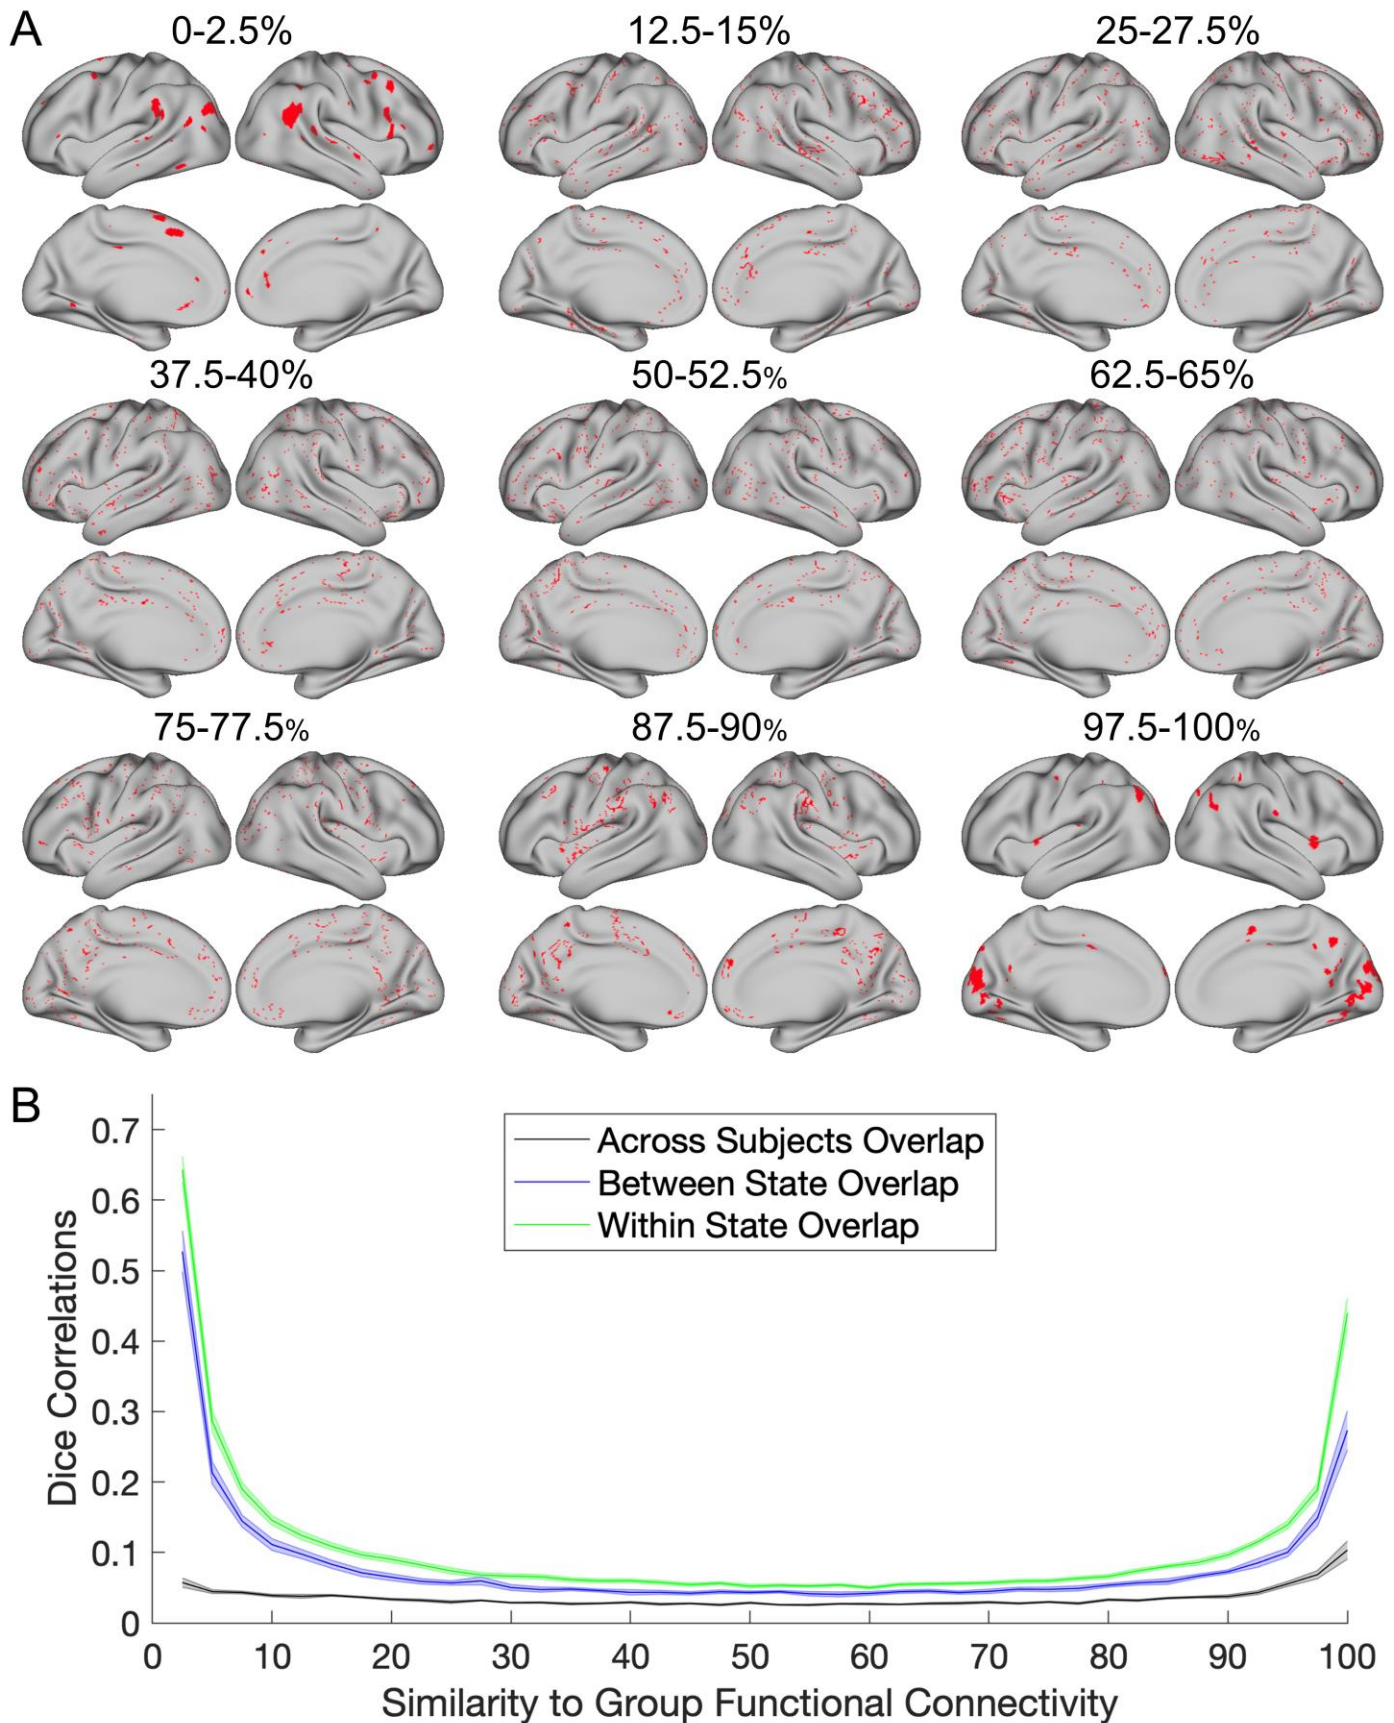 A
0-2.5%
12.5-15%
25-27.5%
37.5-40%
50-52.5%
62.5-65%
75-77.5%
87.5-90%
97.5-100%
B
Across Subjects Overlap
Between State Overlap
Within State Overlap
Dice Correlations
0.7
0.6
0.5
0.4
0.3
0.2
0.1
0
0 10 20 30 40 50 60 70 80 90 100
Similarity to Group Functional Connectivity